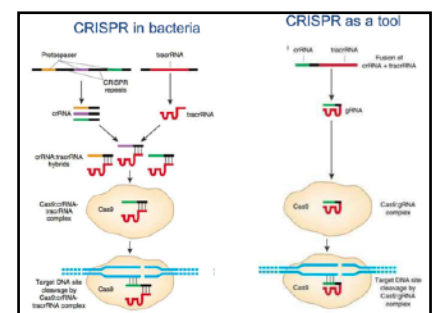 CRISPR in bacteria
Protospacer
tracrRNA
CRISPR
repeats
crRNA
tracrRNA
crRNA:tracrRNA
hybrids
Cas9:crRNA-
tracrRNA
complex
Cas9
Target DNA site
cleavage by
Cas9:crRNA-
tracrRNA complex
CRISPR as a tool
crRNA
tracrRNA
Fusion of
crRNA + tracrRNA
gRNA
Cas9
Cas9:gRNA
complex
Target DNA site
cleavage by
Cas9:gRNA
complex